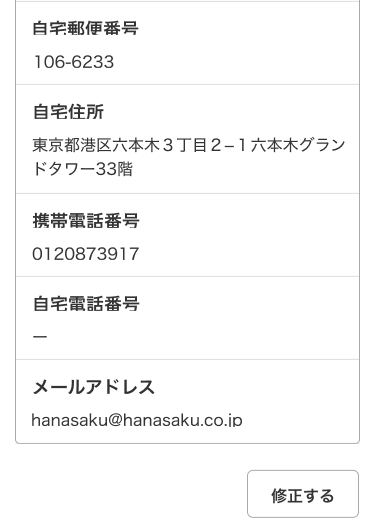 自宅郵便番号
106-6233
自宅住所
東京都港区六本木３丁目２−１六本木グラン
ドタワー33階
携帯電話番号
0120873917
自宅電話番号
ー
メールアドレス
hanasaku@hanasaku.co.jp
修正する